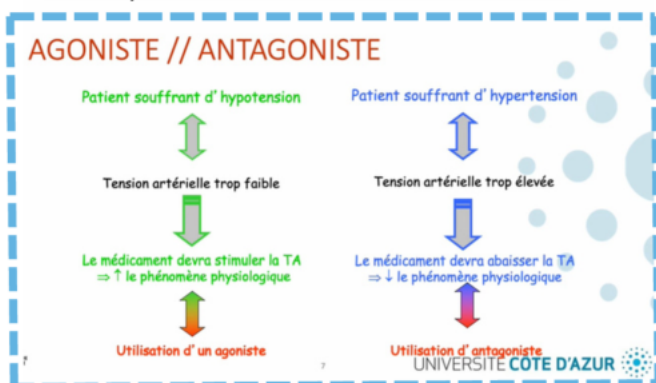 AGONISTE // ANTAGONISTE
Patient souffrant d'hypotension
Tension artérielle trop faible
Le médicament devra stimuler la TA
⇒ ↑ le phénomène physiologique
Utilisation d'un agoniste
Patient souffrant d'hypertension
Tension artérielle trop élevée
Le médicament devra abaisser la TA
⇒ ↓ le phénomène physiologique
Utilisation d'antagoniste
7
UNIVERSITÉ CÔTE D'AZUR